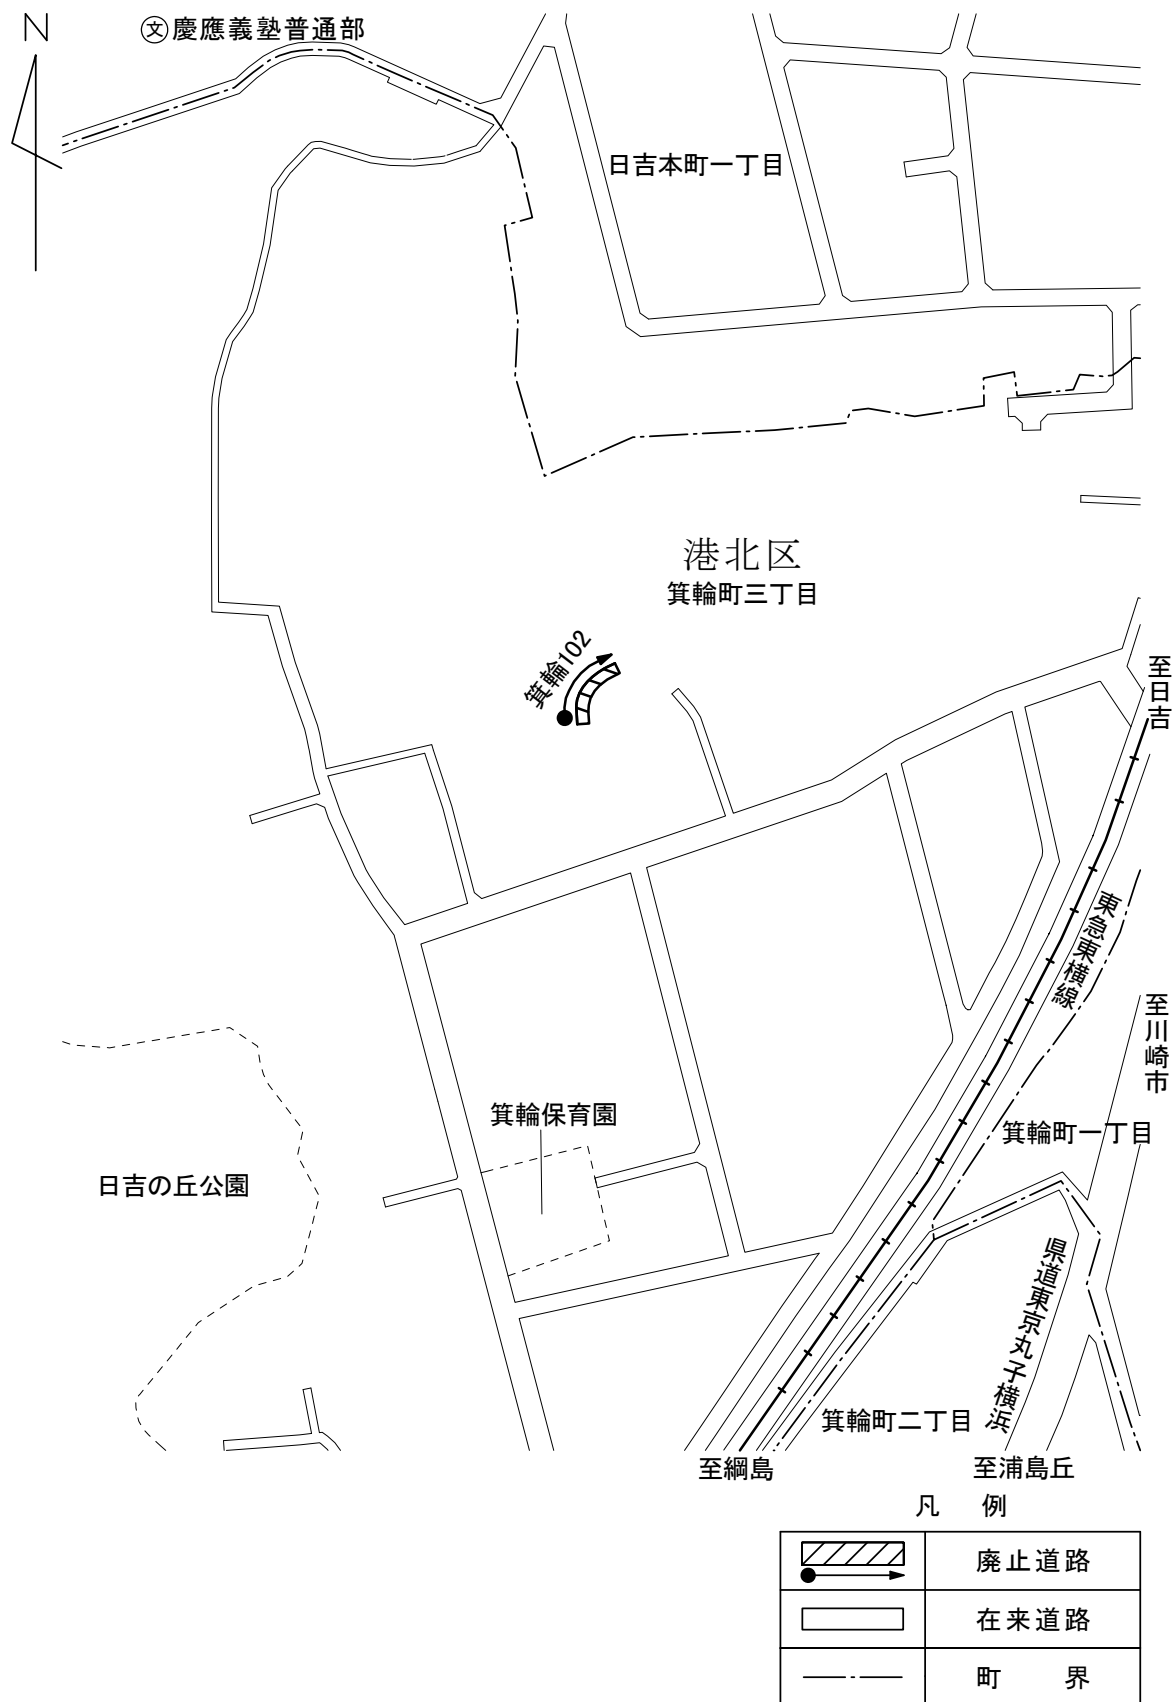 N
文慶應義塾普通部
日吉本町一丁目
港北区
箕輪町三丁目
箕輪102
至日吉
東急東横線
至川崎市
箕輪保育園
箕輪町一丁目
日吉の丘公園
県道東京丸子横浜
箕輪町二丁目
至綱島
至浦島丘
凡 例
廃止道路
在来道路
町 界